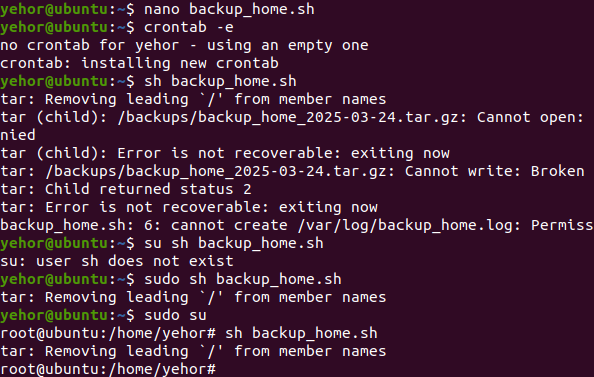 yehor@ubuntu:~$ nano backup_home.sh
yehor@ubuntu:~$ crontab -e
no crontab for yehor - using an empty one
crontab: installing new crontab
yehor@ubuntu:~$ sh backup_home.sh
tar: Removing leading `/' from member names
tar (child): /backups/backup_home_2025-03-24.tar.gz: Cannot open:
nied
tar (child): Error is not recoverable: exiting now
tar: /backups/backup_home_2025-03-24.tar.gz: Cannot write: Broken
tar: Child returned status 2
tar: Error is not recoverable: exiting now
backup_home.sh: 6: cannot create /var/log/backup_home.log: Permiss
yehor@ubuntu:~$ su sh backup_home.sh
su: user sh does not exist
yehor@ubuntu:~$ sudo sh backup_home.sh
tar: Removing leading `/' from member names
yehor@ubuntu:~$ sudo su
root@ubuntu:/home/yehor# sh backup_home.sh
tar: Removing leading `/' from member names
root@ubuntu:/home/yehor#